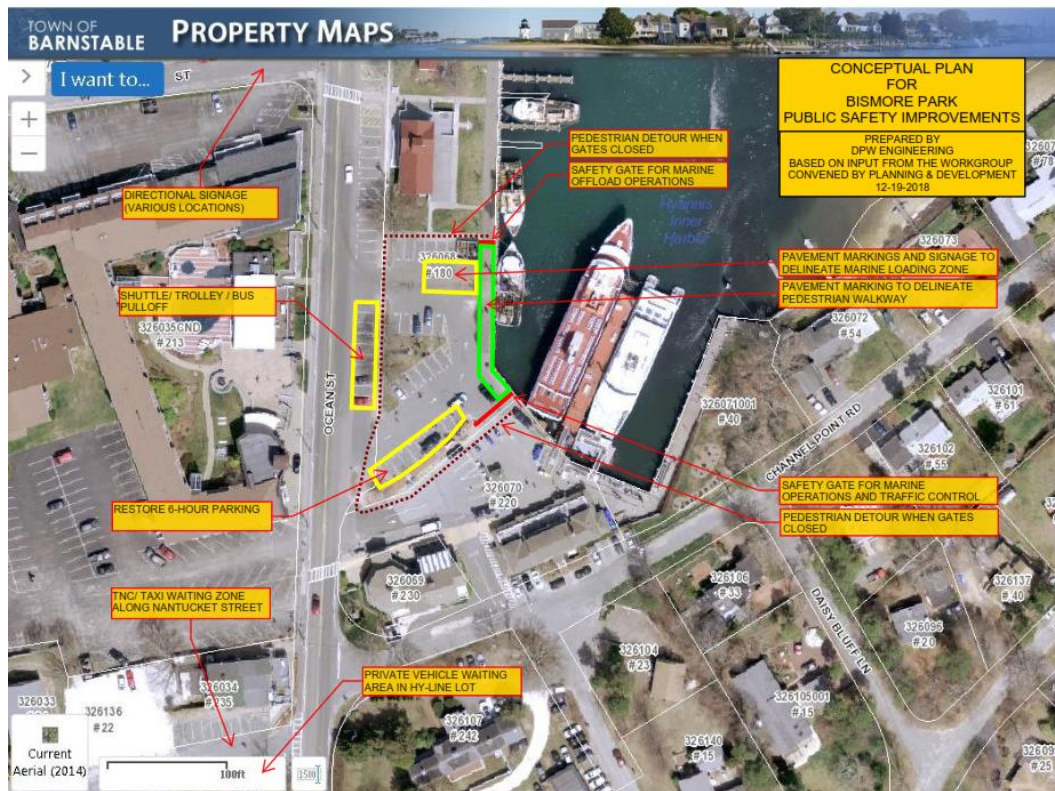 TOWN OF
BARNSTABLE
PROPERTY MAPS
I want to...
ST
CONCEPTUAL PLAN
FOR
BISMORE PARK
PUBLIC SAFETY IMPROVEMENTS
PREPARED BY
DPW ENGINEERING
BASED ON INPUT FROM THE WORKGROUP
CONVENED BY PLANNING & DEVELOPMENT
12-19-2018
PEDESTRIAN DETOUR WHEN
GATES CLOSED
SAFETY GATE FOR MARINE
OFFLOAD OPERATIONS
DIRECTIONAL SIGNAGE
(VARIOUS LOCATIONS)
Hyannis
Inner
Harbor
326073
326068
#180
PAVEMENT MARKINGS AND SIGNAGE TO
DELINEATE MARINE LOADING ZONE
PAVEMENT MARKING TO DELINEATE
PEDESTRIAN WALKWAY
SHUTTLE/ TROLLEY / BUS
PULLOFF
326035CND
#213
326072
#54
OCEAN ST
326071001
#40
326101
#61
CHANNEL POINT RD
326102
#55
326070
#220
SAFETY GATE FOR MARINE
OPERATIONS AND TRAFFIC CONTROL
PEDESTRIAN DETOUR WHEN GATES
CLOSED
RESTORE 6-HOUR PARKING
326069
#230
326106
#33
326137
#40
TNC/ TAXI WAITING ZONE
ALONG NANTUCKET STREET
DAISY BLUFF LN
326096
#20
326104
#23
PRIVATE VEHICLE WAITING
AREA IN HY-LINE LOT
326033
326034
#235
326136
#22
326105001
#15
326107
#242
326140
#15
#25
Current
Aerial (2014)
100ft
1500